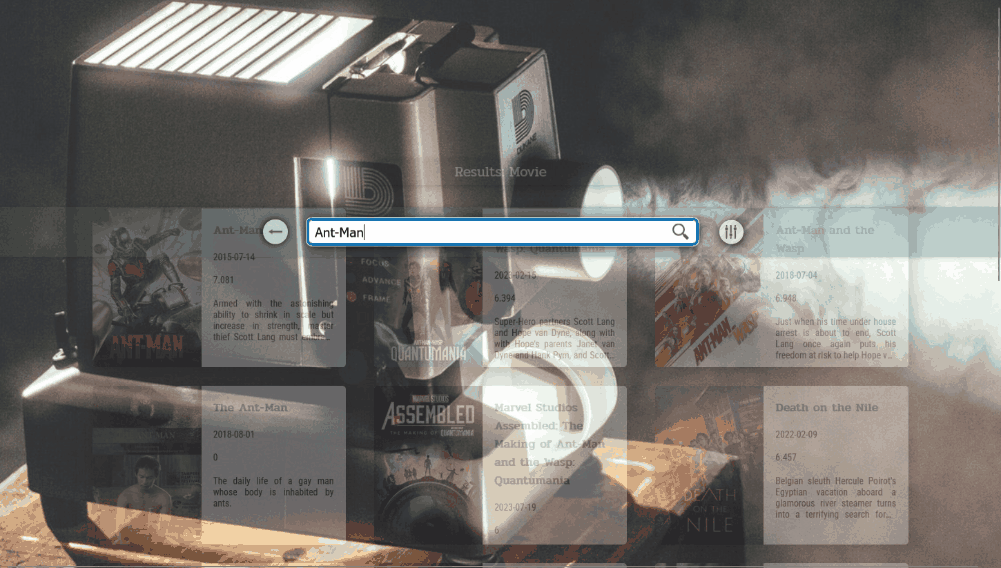 Results: Movie
Ant-Man
Ant-Man
2015-07-14
7.081
Armed with the astonishing
ability to shrink in scale but
increase in strength, master
thief Scott Lang must
ANT-MAN
FOCUS
ADVANCE
FRAME
QUANTUMANIA
Wasp: Quantumania
2023-02-15
6.394
Super-Hero partners Scott Lang
and Hope van Dyne, along with
with Hope's parents Janet van
Dyne and Hank Pym, and Scott...
ANT-MAN
Ant-Man and the
Wasp
2018-07-04
6.948
Just when his time under house
arrest is about to end, Scott
Lang once again puts his
freedom at risk to help Hope v...
The Ant-Man
2018-08-01
0
The daily life of a gay man
whose body is inhabited by
ants.
MARVEL STUDIOS
ASSEMBLED
THE MAKING OF
Marvel Studios
Assembled: The
Making of Ant-Man
and the Wasp:
Quantumania
2023-07-19
6
DEATH
ON THE
NILE
Death on the Nile
2022-02-09
6.457
Belgian sleuth Hercule Poirot's
Egyptian vacation aboard a
glamorous river steamer turns
into a terrifying search for...